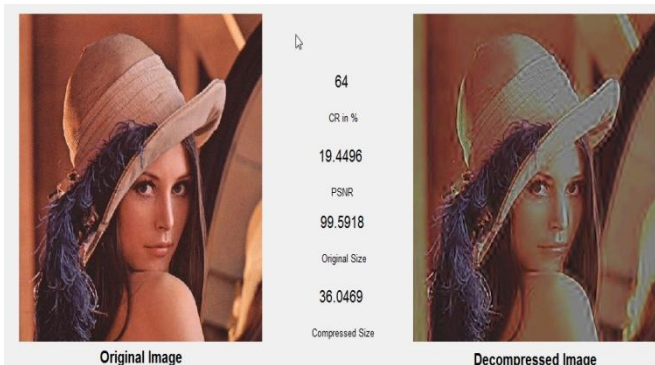 64
CR in %
19.4496
PSNR
99.5918
Original Size
36.0469
Compressed Size
Original Image
Decompressed Image